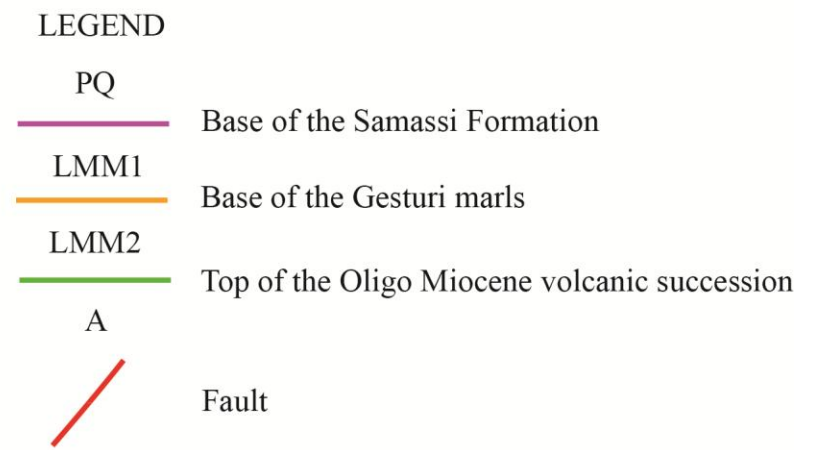 LEGEND
PQ
Base of the Samassi Formation
LMM1
Base of the Gesturi marls
LMM2
Top of the Oligo Miocene volcanic succession
A
Fault